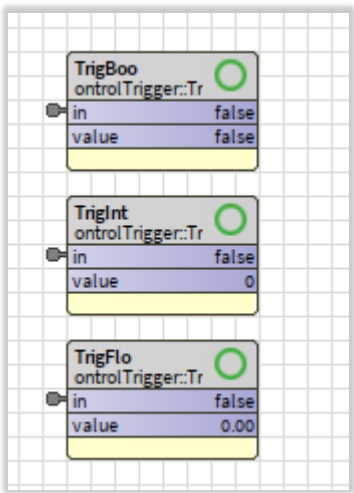 TrigBoo
ontrolTrigger::Tr
in false
value false
TrigInt
ontrolTrigger::Tr
in false
value 0
TrigFlo
ontrolTrigger::Tr
in false
value 0.00